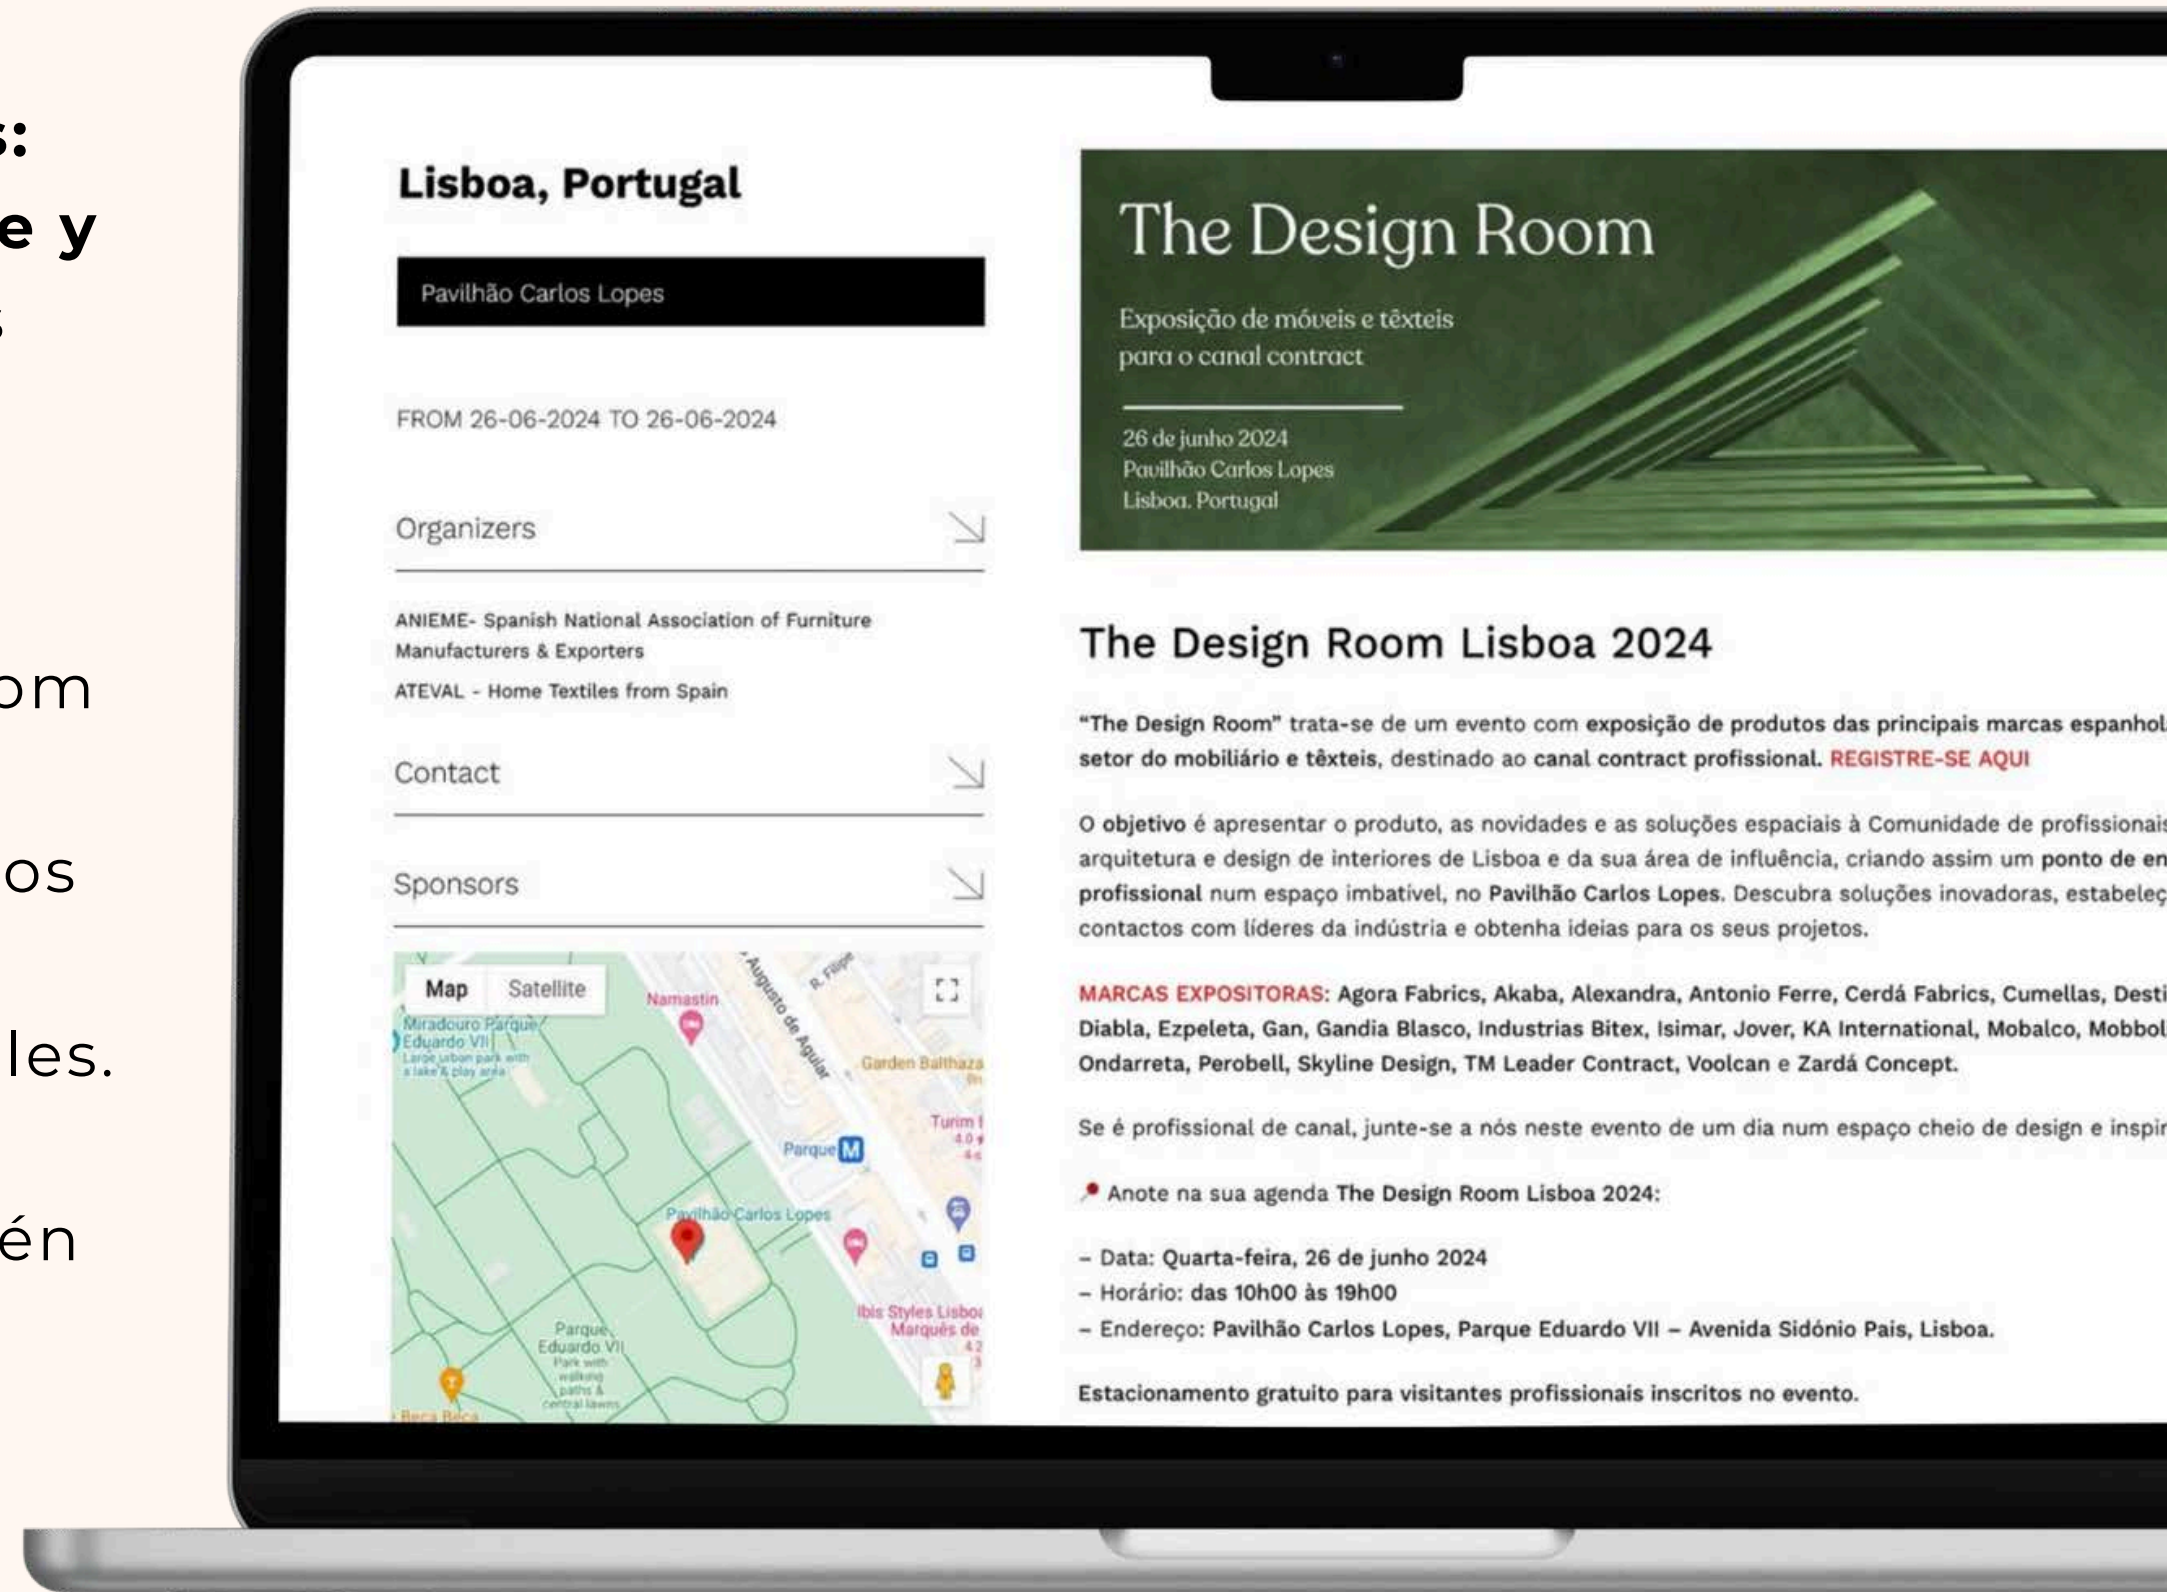 s:
e y
s
om
os
les.
én
Lisboa, Portugal
Pavilhão Carlos Lopes
FROM 26-06-2024 TO 26-06-2024
Organizers
ANIEME- Spanish National Association of Furniture
Manufacturers & Exporters
ATEVAL - Home Textiles from Spain
Contact
Sponsors
Map Satellite
Miradouro Parque
Eduardo VII
Large urban park with
a lake & play area
Namastin
Augusto de Aguiar
R. Filipe
Garden Balthaza
Turim
4.0
Parque M
Pavilhão Carlos Lopes
Ibis Styles Lisboa
Marquês de
4.2
Parque
Eduardo VII
Park with
walking
paths &
central lawns
Beca Beca
The Design Room
Exposição de móveis e têxteis
para o canal contract
26 de junho 2024
Pavilhão Carlos Lopes
Lisboa. Portugal
The Design Room Lisboa 2024
“The Design Room” trata-se de um evento com exposição de produtos das principais marcas espanhol
setor do mobiliário e têxteis, destinado ao canal contract profissional. REGISTRE-SE AQUI
O objetivo é apresentar o produto, as novidades e as soluções espaciais à Comunidade de profissionais
arquitetura e design de interiores de Lisboa e da sua área de influência, criando assim um ponto de en
profissional num espaço imbatível, no Pavilhão Carlos Lopes. Descubra soluções inovadoras, estabeleç
contactos com líderes da indústria e obtenha ideias para os seus projetos.
MARCAS EXPOSITORAS: Agora Fabrics, Akaba, Alexandra, Antonio Ferre, Cerdá Fabrics, Cumellas, Desti
Diabla, Ezpeleta, Gan, Gandia Blasco, Industrias Bitex, Isimar, Jover, KA International, Mobalco, Mobbol
Ondarreta, Perobell, Skyline Design, TM Leader Contract, Voolcan e Zardá Concept.
Se é profissional de canal, junte-se a nós neste evento de um dia num espaço cheio de design e inspir
Anote na sua agenda The Design Room Lisboa 2024:
– Data: Quarta-feira, 26 de junho 2024
– Horário: das 10h00 às 19h00
– Endereço: Pavilhão Carlos Lopes, Parque Eduardo VII – Avenida Sidónio Pais, Lisboa.
Estacionamento gratuito para visitantes profissionais inscritos no evento.